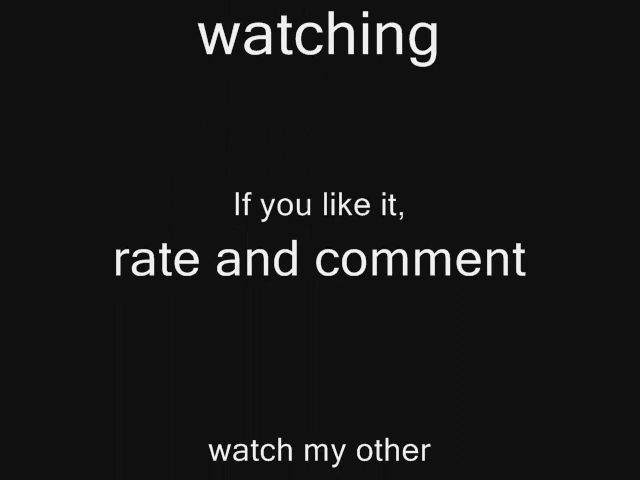 watching
If you like it,
rate and comment
watch my other